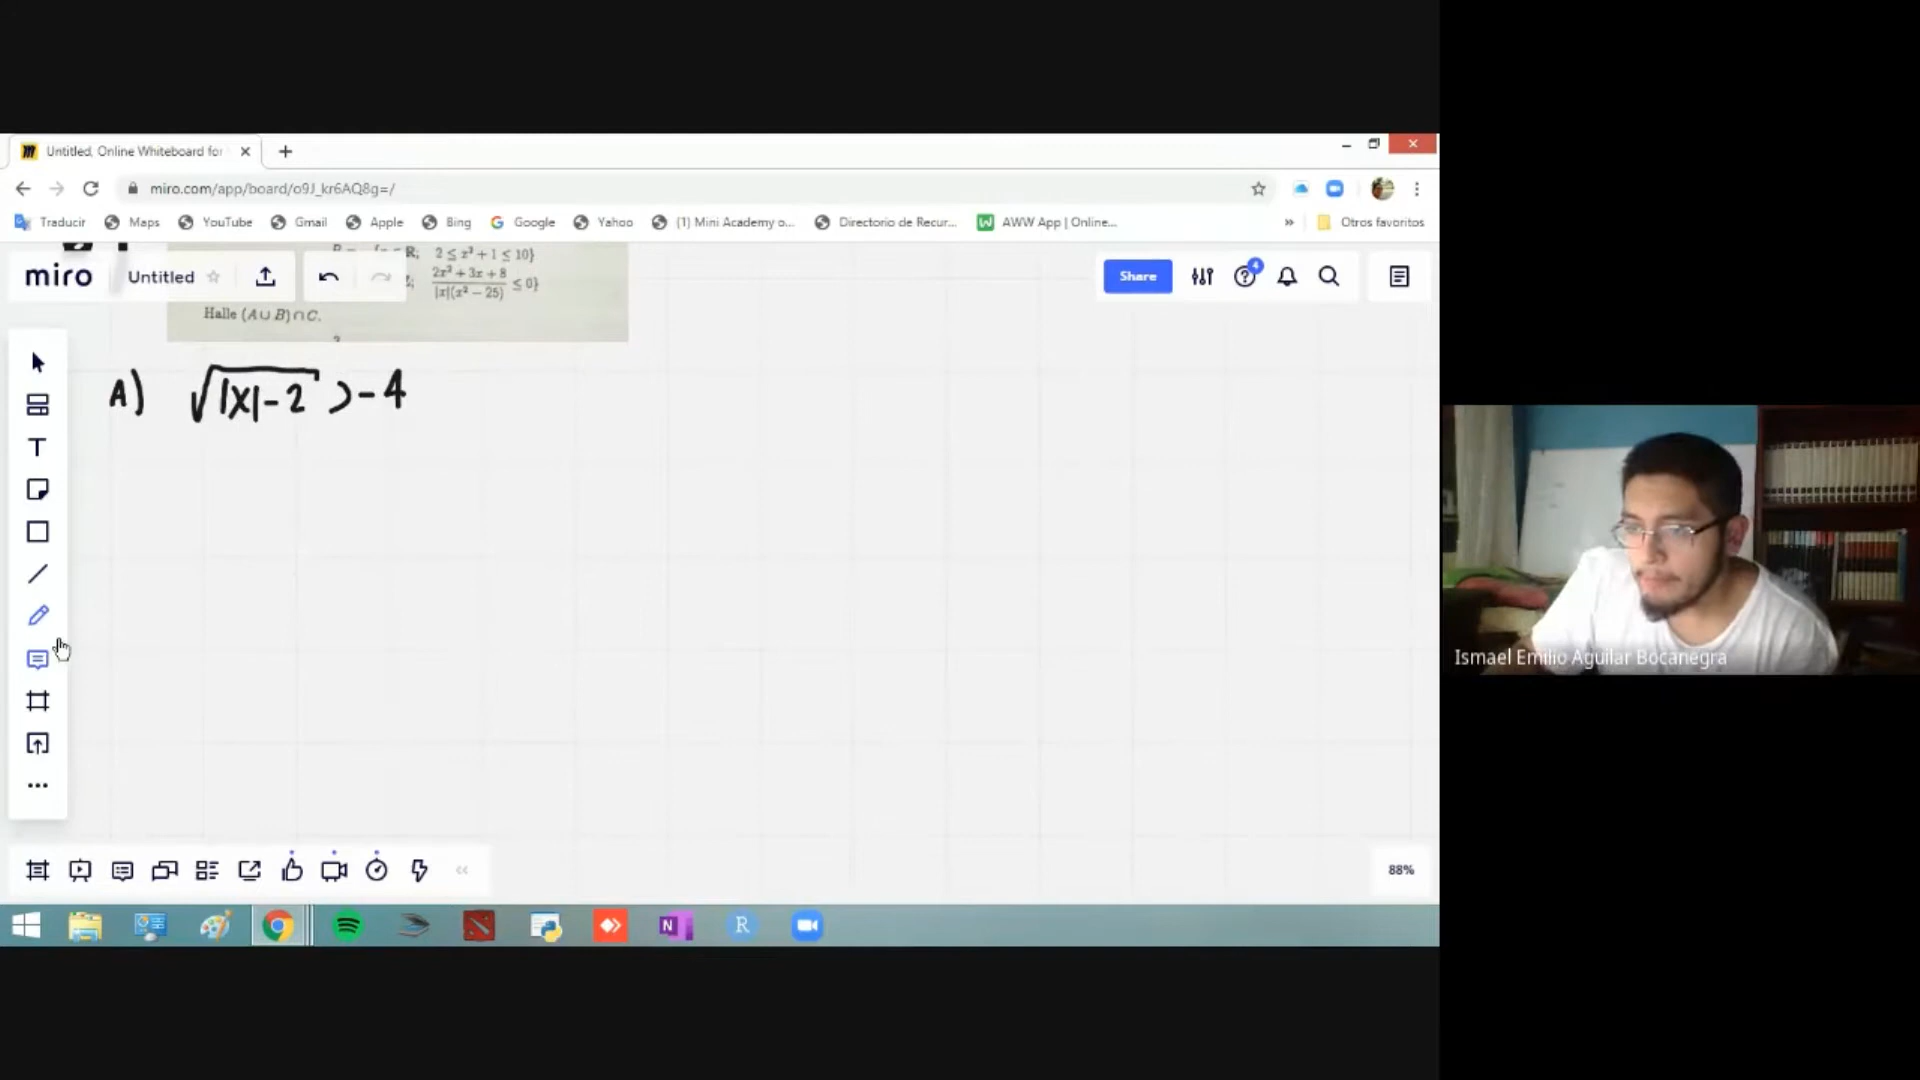 Untitled, Online Whiteboard for
miro.com/app/board/o9J_kr6AQ8g=/
Traducir Maps YouTube Gmail Apple Bing Google Yahoo (1) Mini Academy o... Directorio de Recur... AWW App | Online... » Otros favoritos
R; 2 ≤ x³ + 1 ≤ 10}
2x³ + 3x + 8
|x|(x² − 25) ≤ 0}
Halle (A ∪ B) ∩ C.
miro Untitled
Share
4
A) √|X|-2 >-4
T
88%
N R
Ismael Emilio Aguilar Bocanegra